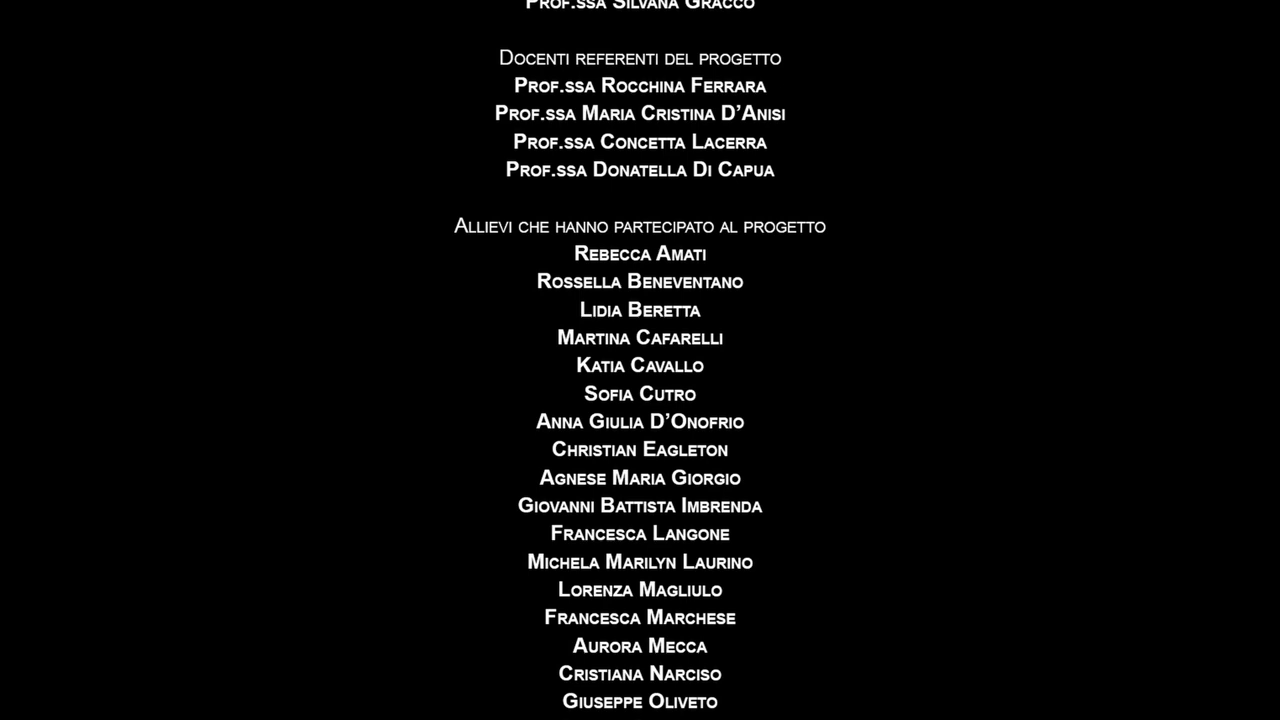 Prof.ssa Silvana Gracco
Docenti referenti del progetto
Prof.ssa Rocchina Ferrara
Prof.ssa Maria Cristina D’Anisi
Prof.ssa Concetta Lacerra
Prof.ssa Donatella Di Capua
Allievi che hanno partecipato al progetto
Rebecca Amati
Rossella Beneventano
Lidia Beretta
Martina Cafarelli
Katia Cavallo
Sofia Cutro
Anna Giulia D’Onofrio
Christian Eagleton
Agnese Maria Giorgio
Giovanni Battista Imbrenda
Francesca Langone
Michela Marilyn Laurino
Lorenza Magliulo
Francesca Marchese
Aurora Mecca
Cristiana Narciso
Giuseppe Oliveto